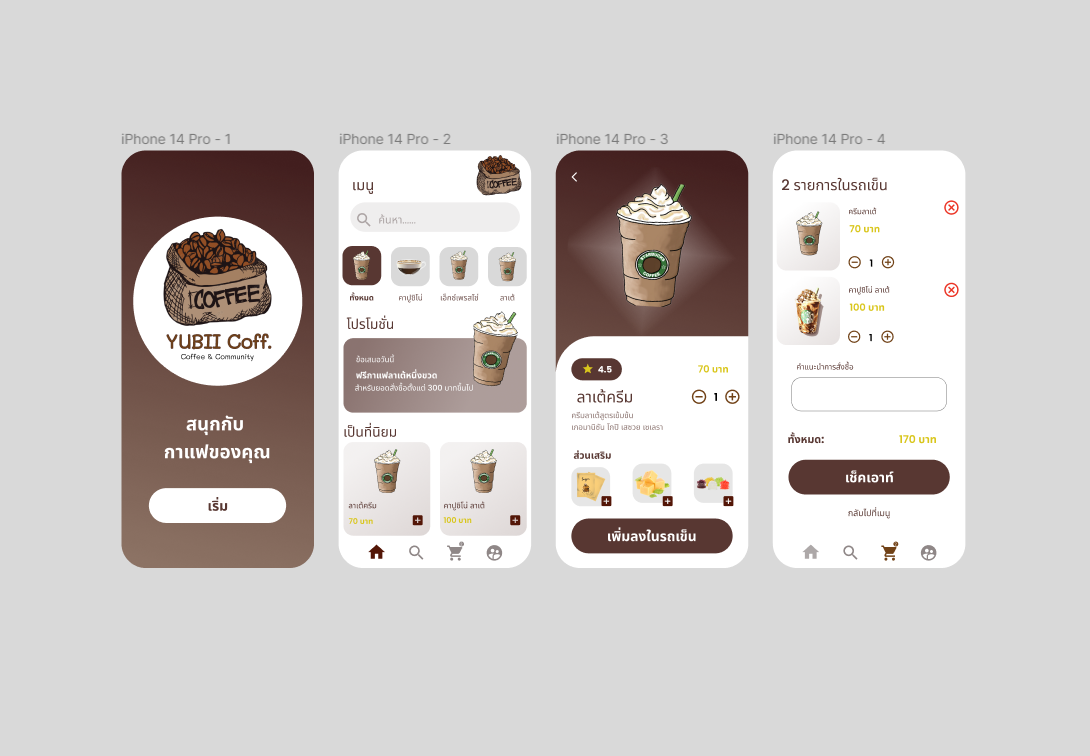 iPhone 14 Pro - 1
COFFEE
YUBII Coff.
Coffee & Community
สนุกกับ
กาแฟของคุณ
เริ่ม
iPhone 14 Pro - 2
เมนู
COFFEE
ค้นหา......
ทั้งหมด
คาปูชิโน่
เอ็กซ์เพรสโซ่
ลาเต้
โปรโมชั่น
ข้อเสนอวันนี้
ฟรีกาแฟลาเต้หนึ่งขวด
สำหรับยอดสั่งซื้อตั้งแต่ 300 บาทขึ้นไป
เป็นที่นิยม
ลาเต้ครีม
70 บาท
คาปูชิโน่ ลาเต้
100 บาท
iPhone 14 Pro - 3
4.5
70 บาท
ลาเต้ครีม
1
ครีมลาเต้สูตรเข้มข้น
เกอบานิซัน โกปี เสชวย เซเลรา
ส่วนเสริม
เพิ่มลงในรถเข็น
iPhone 14 Pro - 4
2 รายการในรถเข็น
ครีมลาเต้
70 บาท
1
คาปูชิโน่ ลาเต้
100 บาท
1
คำแนะนำการสั่งซื้อ
ทั้งหมด:
170 บาท
เช็คเอาท์
กลับไปที่เมนู